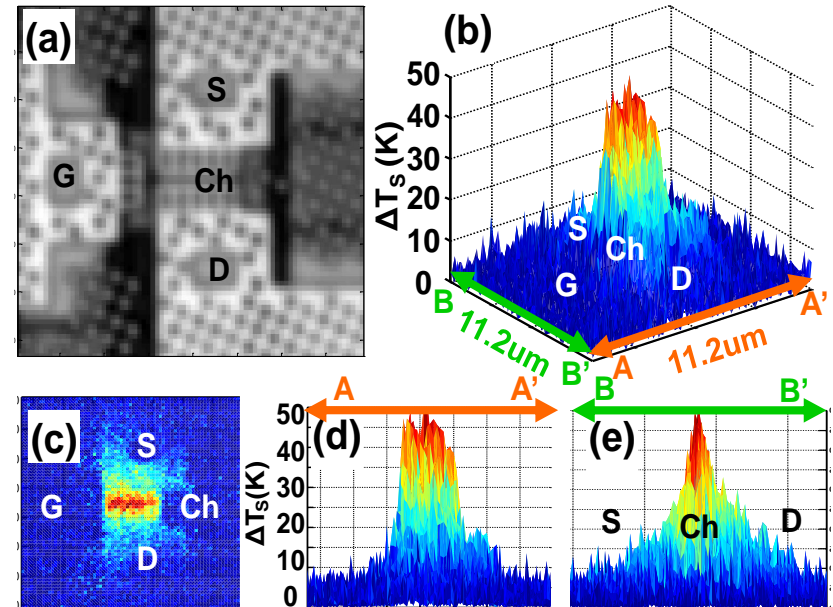 (a)
S
G
Ch
D
(b)
50
40
30
20
10
0
ΔTs (K)
S
Ch
G
D
B
A'
11.2um
11.2um
B'
A
(c)
S
G
Ch
D
A
A'
50
40
30
20
10
0
ΔTs(K)
(d)
B
B'
(e)
S
Ch
D